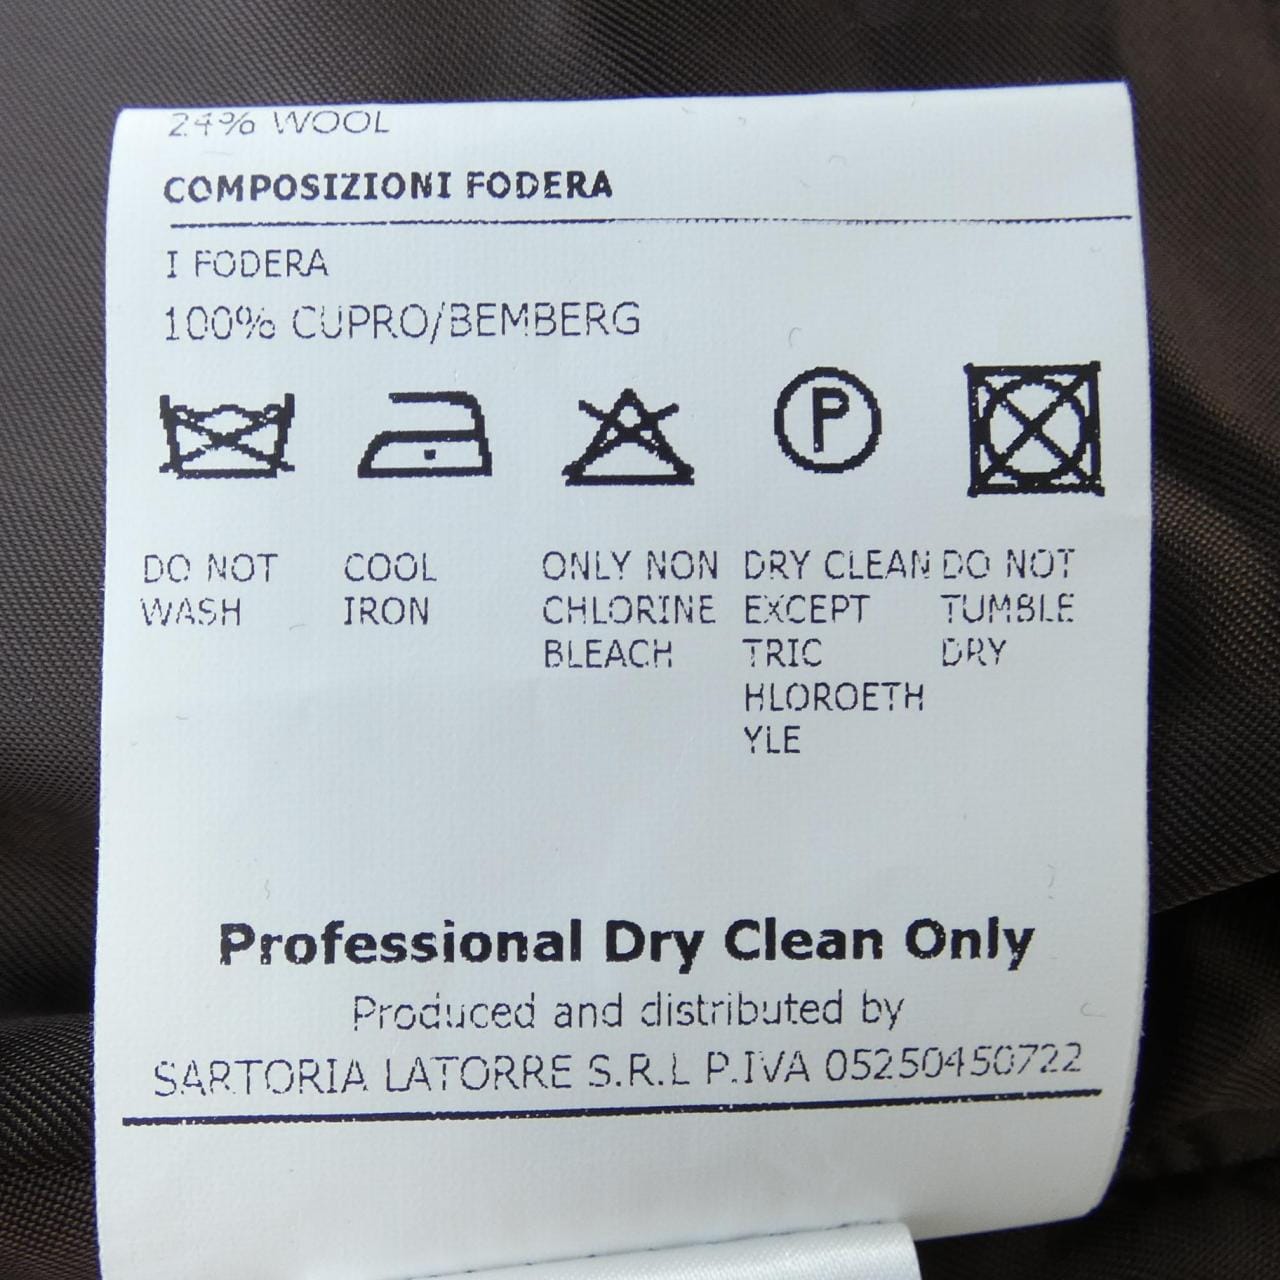 24% WOOL
COMPOSIZIONI FODERA
I FODERA
100% CUPRO/BEMBERG
P
DO NOT
WASH
COOL
IRON
ONLY NON
CHLORINE
BLEACH
DRY CLEAN
EXCEPT
TRIC
HLOROETH
YLE
DO NOT
TUMBLE
DRY
Professional Dry Clean Only
Produced and distributed by
SARTORIA LATORRE S.R.L P.IVA 05250450722